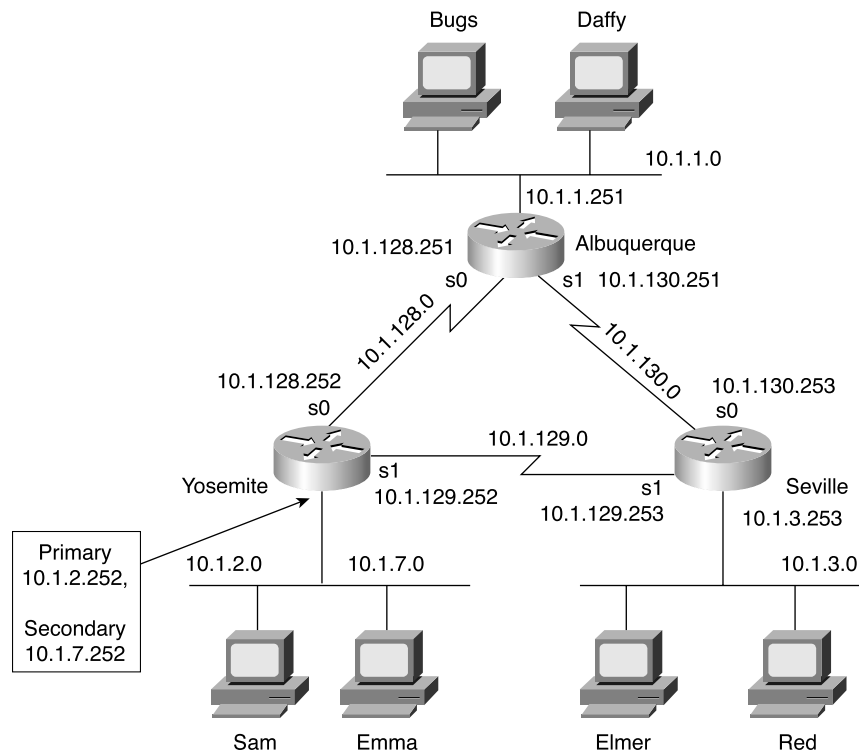 Bugs
Daffy
10.1.1.0
10.1.1.251
Albuquerque
10.1.128.251
s0
s1
10.1.130.251
10.1.128.0
10.1.130.0
10.1.128.252
s0
10.1.130.253
s0
10.1.129.0
Yosemite
s1
10.1.129.252
s1
10.1.129.253
Seville
10.1.3.253
Primary
10.1.2.252,
Secondary
10.1.7.252
10.1.2.0
10.1.7.0
10.1.3.0
Sam
Emma
Elmer
Red